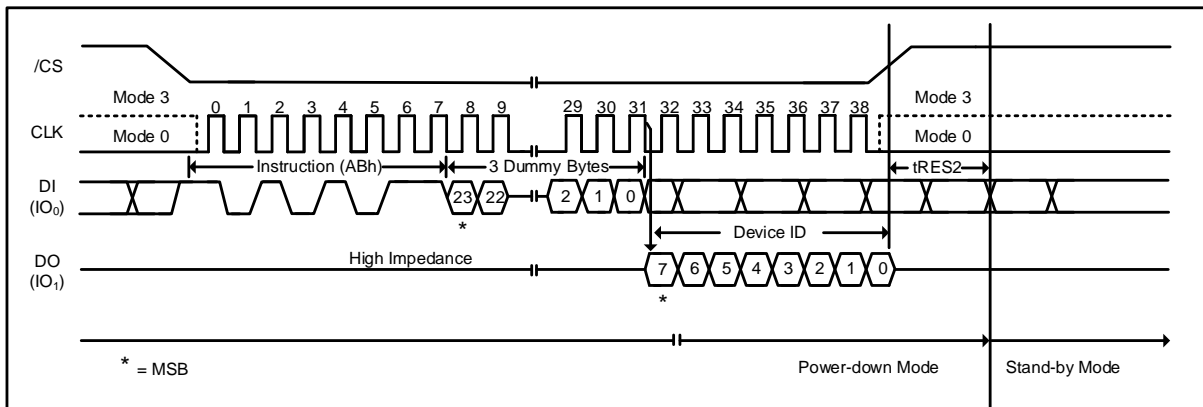 /CS
Mode 3
0 1 2 3 4 5 6 7 8 9 29 30 31 32 33 34 35 36 37 38
Mode 3
CLK
Mode 0
Mode 0
Instruction (ABh)
3 Dummy Bytes
tRES2
DI
(IO0)
23 22 2 1 0
*
Device ID
DO
(IO1)
High Impedance
7 6 5 4 3 2 1 0
*
* = MSB
Power-down Mode
Stand-by Mode